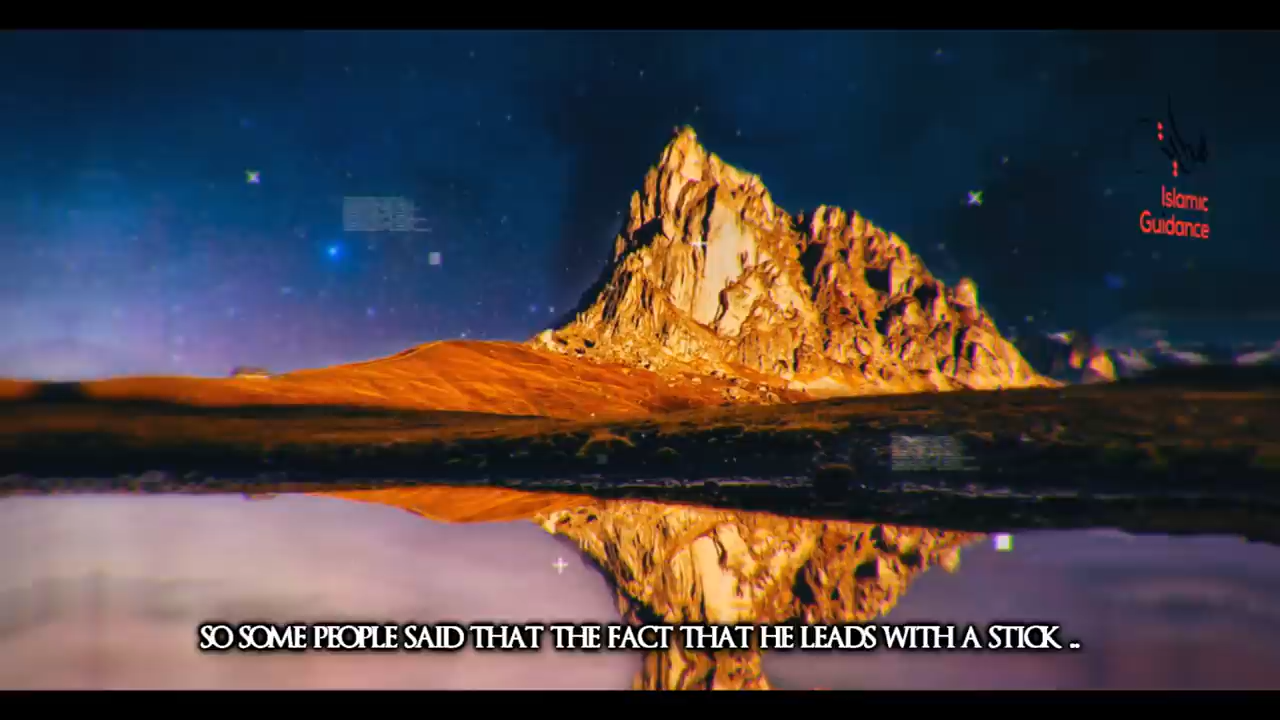 Islamic
Guidance
SO SOME PEOPLE SAID THAT THE FACT THAT HE LEADS WITH A STICK ..